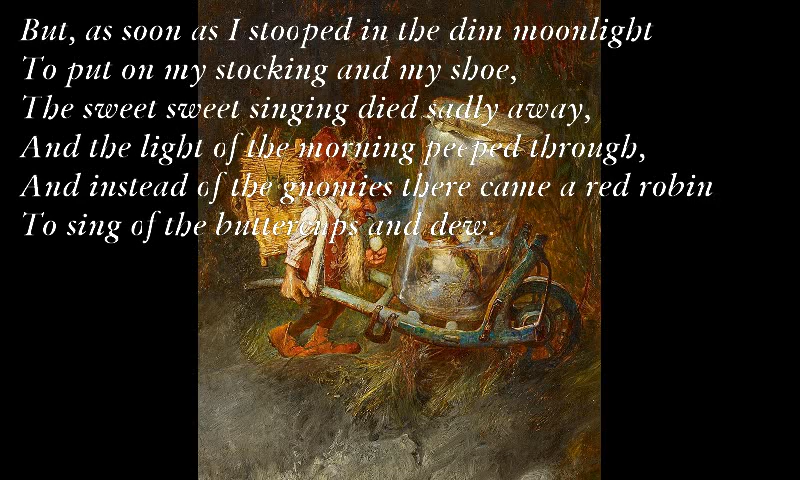 But, as soon as I stooped in the dim moonlight
To put on my stocking and my shoe,
The sweet sweet singing died sadly away,
And the light of the morning peeped through,
And instead of the gnomies there came a red robin
To sing of the buttercups and dew.